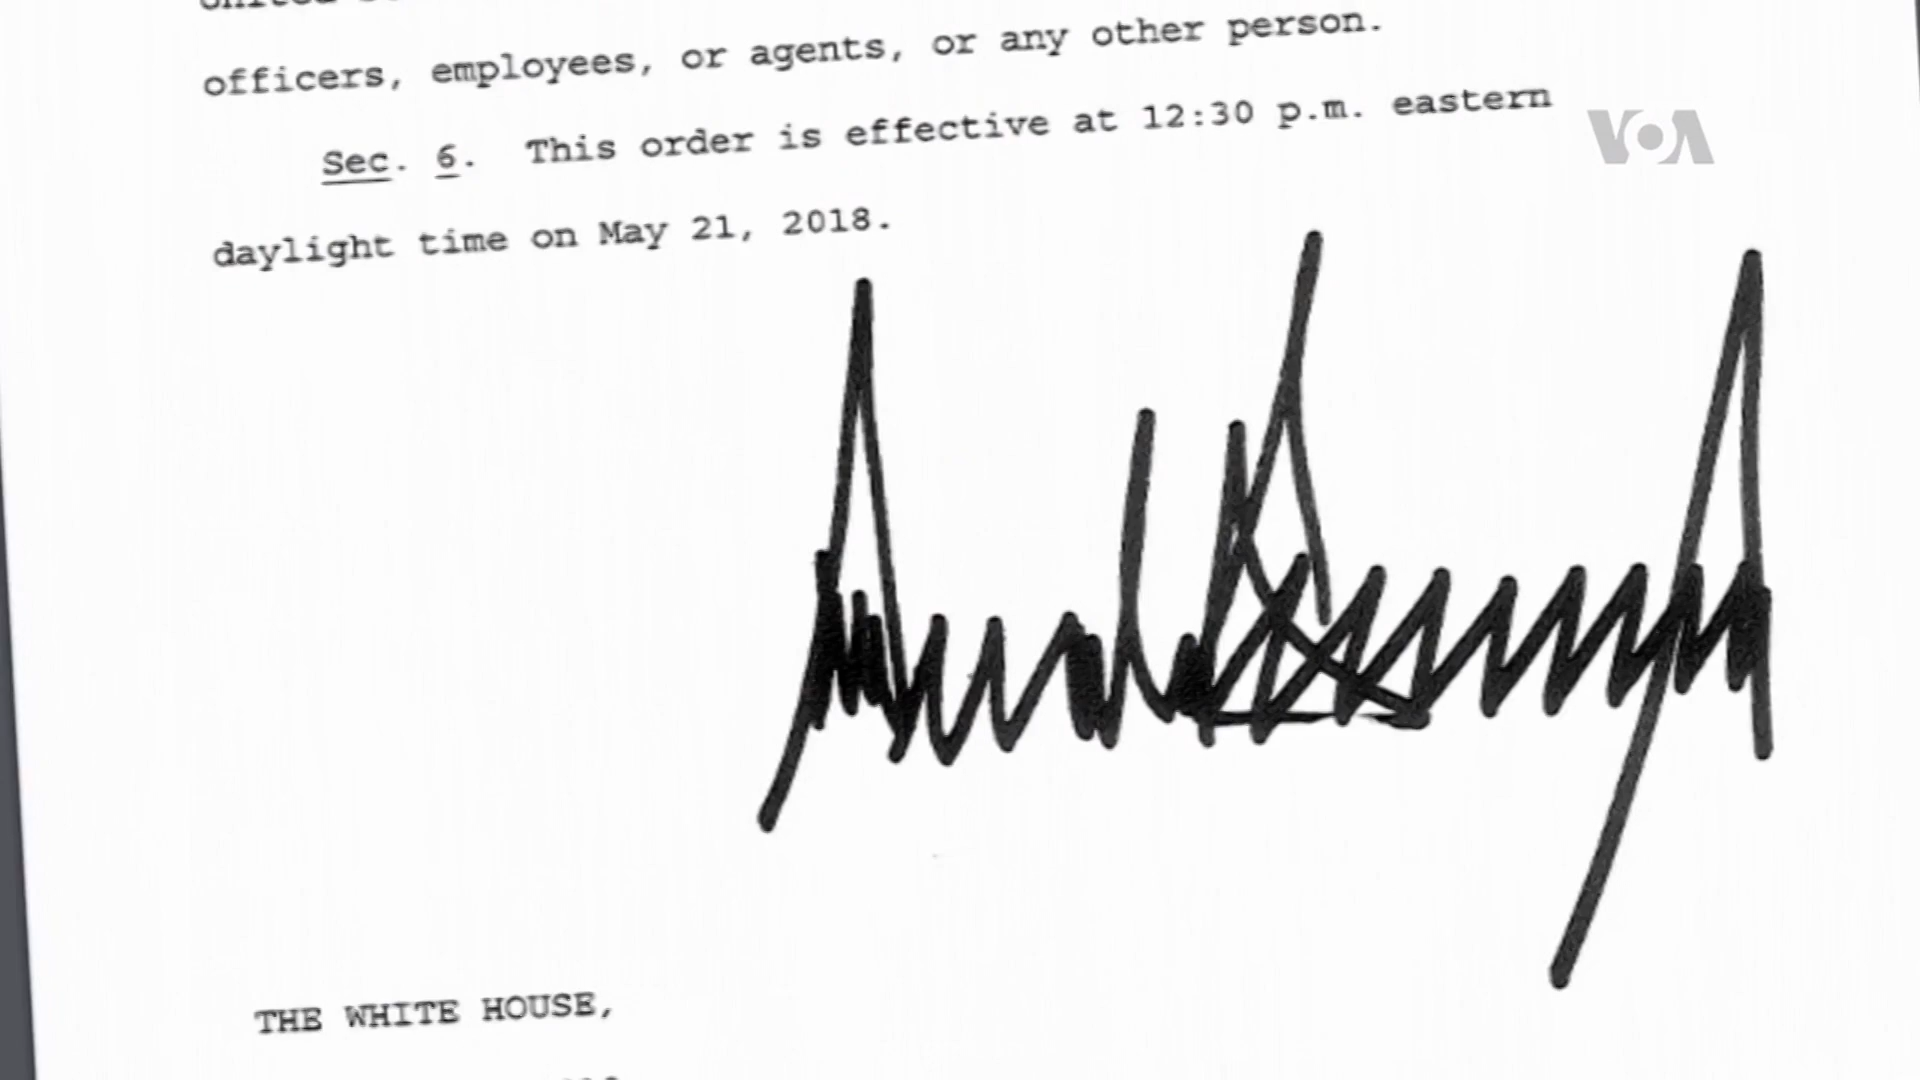 officers, employees, or agents, or any other person.
Sec. 6. This order is effective at 12:30 p.m. eastern
VOA
daylight time on May 21, 2018.
THE WHITE HOUSE,